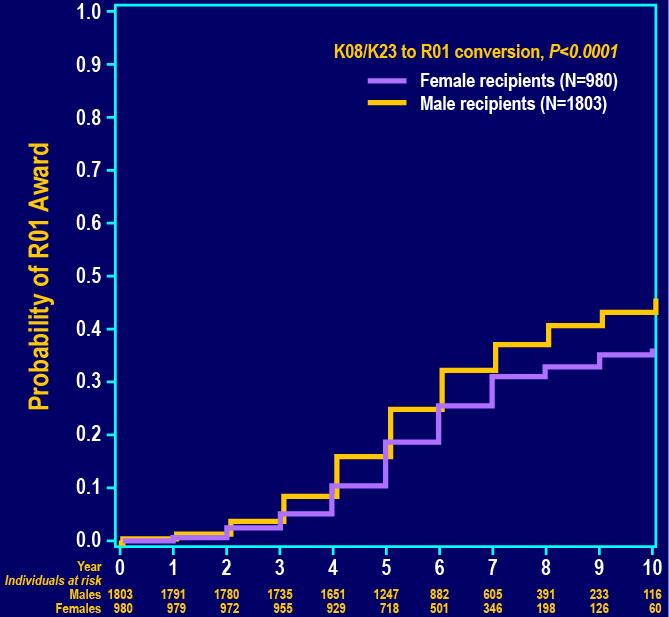 K08/K23 to R01 conversion, P<0.0001
Female recipients (N=980)
Male recipients (N=1803)
Probability of R01 Award
1.0
0.9
0.8
0.7
0.6
0.5
0.4
0.3
0.2
0.1
0.0
Year 0 1 2 3 4 5 6 7 8 9 10
Individuals at risk
Males 1803 1791 1780 1735 1651 1247 882 605 391 233 116
Females 980 979 972 955 929 718 501 346 198 126 60